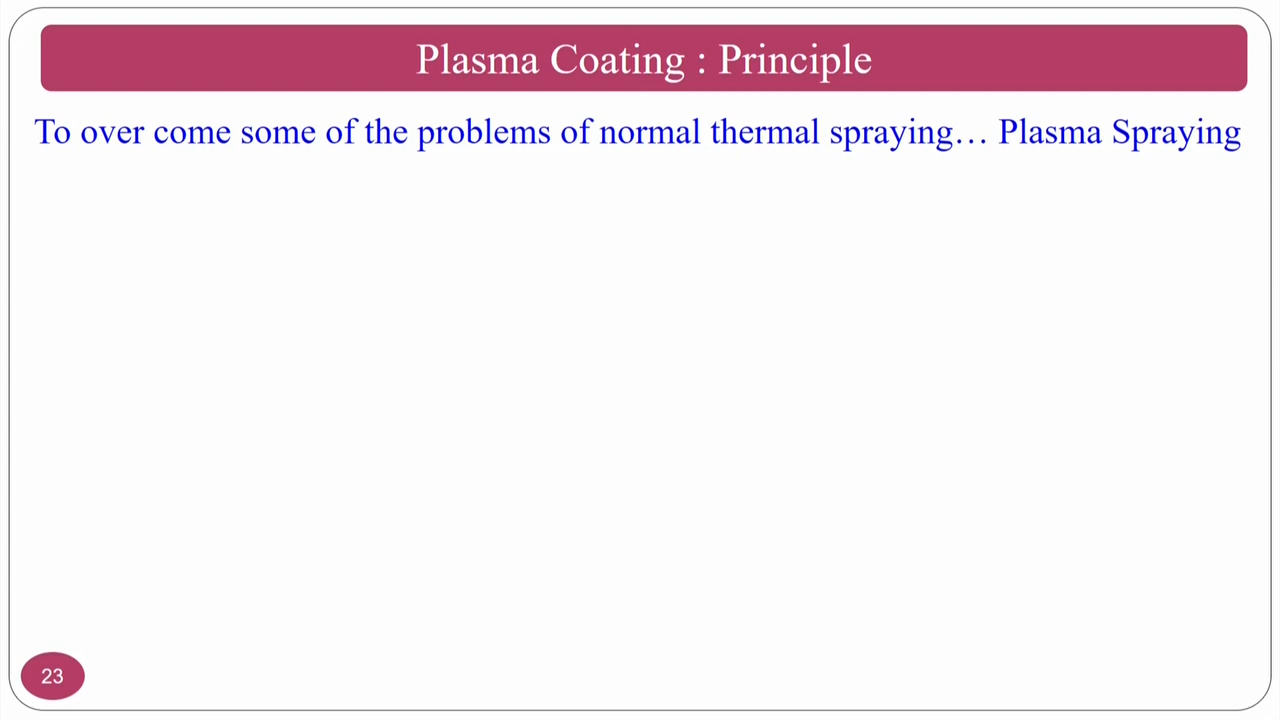 Plasma Coating : Principle
To over come some of the problems of normal thermal spraying… Plasma Spraying
23